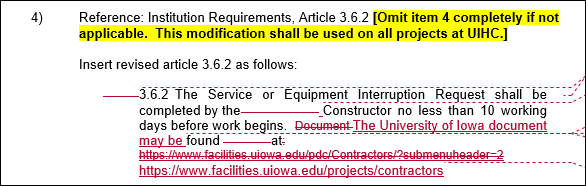 4) Reference: Institution Requirements, Article 3.6.2 [Omit item 4 completely if not
applicable. This modification shall be used on all projects at UIHC.]
Insert revised article 3.6.2 as follows:
3.6.2 The Service or Equipment Interruption Request shall be
completed by the Constructor no less than 10 working
days before work begins. Document The University of Iowa document
may be found at:
https://www.facilities.uiowa.edu/pdc/Contractors/?submenuheader=2
https://www.facilities.uiowa.edu/projects/contractors